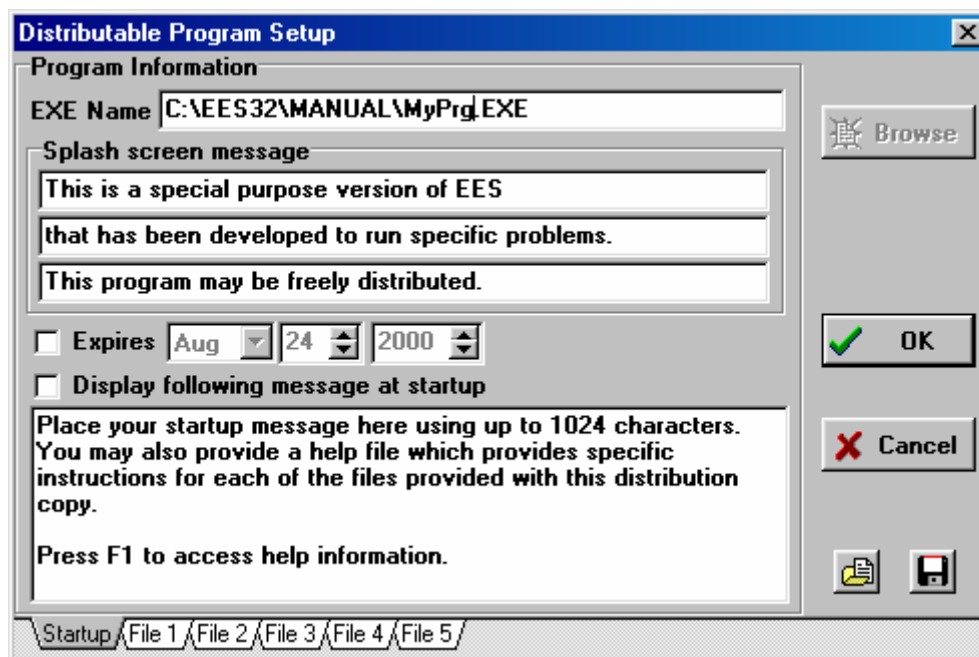 Distributable Program Setup
Program Information
EXE Name C:\EES32\MANUAL\MyPrg.EXE
Browse
Splash screen message
This is a special purpose version of EES
that has been developed to run specific problems.
This program may be freely distributed.
Expires Aug 24 2000
OK
Display following message at startup
Place your startup message here using up to 1024 characters.
You may also provide a help file which provides specific
instructions for each of the files provided with this distribution
copy.
Press F1 to access help information.
Cancel
Startup File 1 File 2 File 3 File 4 File 5